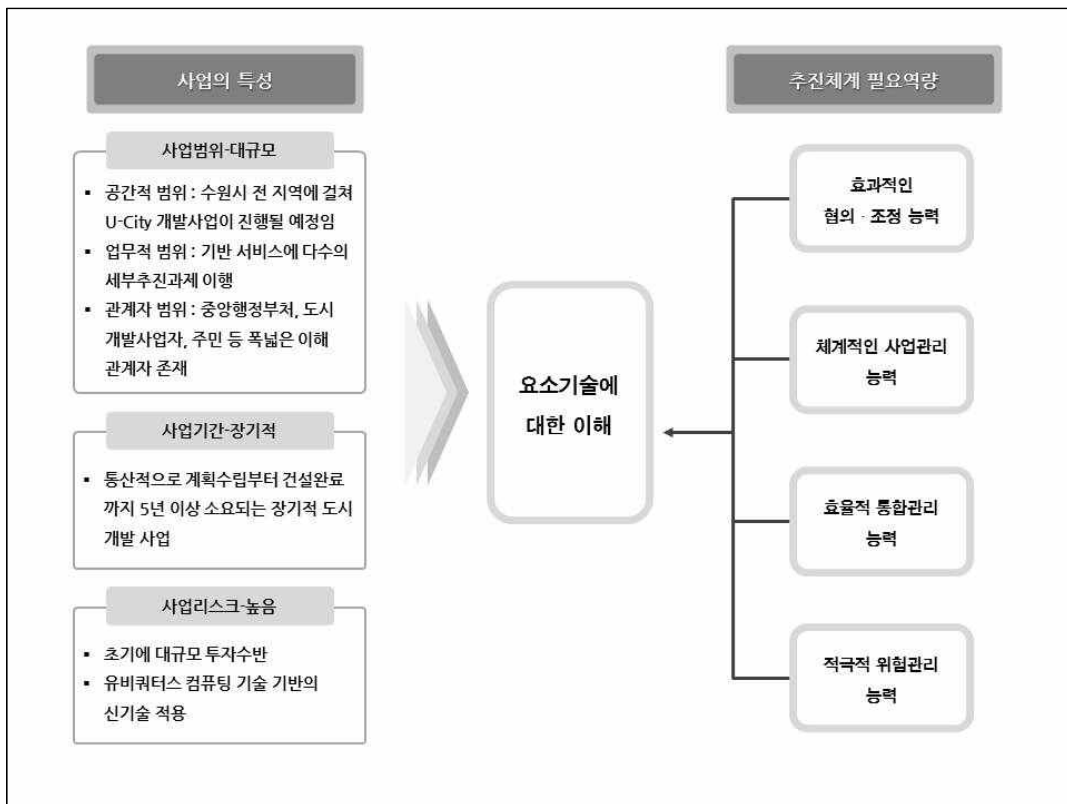 사업의 특성
사업범위-대규모
▪ 공간적 범위 : 수원시 전 지역에 걸쳐
U-City 개발사업이 진행될 예정임
▪ 업무적 범위 : 기반 서비스에 다수의
세부추진과제 이행
▪ 관계자 범위 : 중앙행정부처, 도시
개발사업자, 주민 등 폭넓은 이해
관계자 존재
사업기간-장기적
▪ 통산적으로 계획수립부터 건설완료
까지 5년 이상 소요되는 장기적 도시
개발 사업
사업리스크-높음
▪ 초기에 대규모 투자수반
▪ 유비쿼터스 컴퓨팅 기술 기반의
신기술 적용
요소기술에
대한 이해
추진체계 필요역량
효과적인
협의 · 조정 능력
체계적인 사업관리
능력
효율적 통합관리
능력
적극적 위험관리
능력